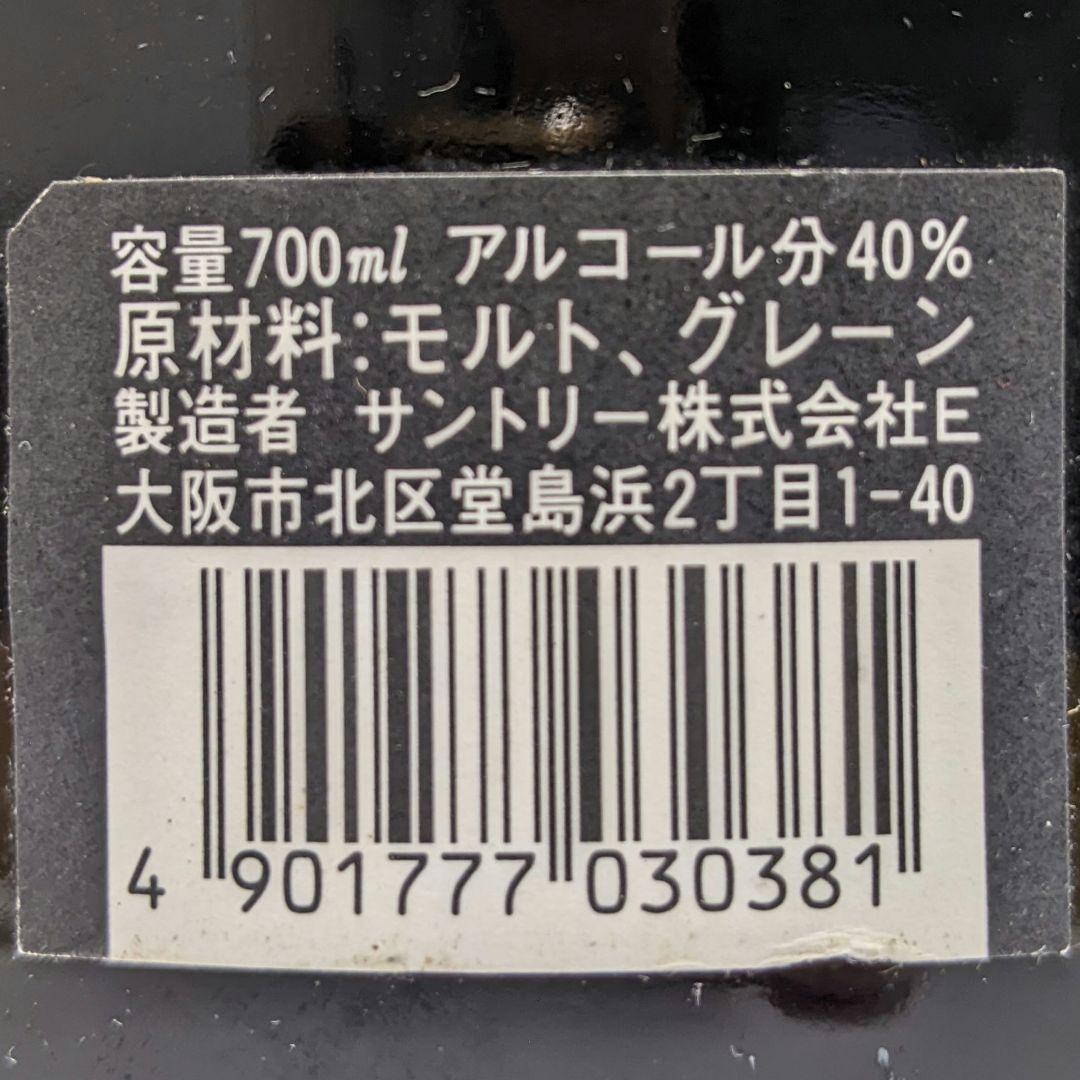 容量700ml アルコール分40%
原材料:モルト、グレーン
製造者 サントリー株式会社E
大阪市北区堂島浜2丁目1-40
4 901777 030381